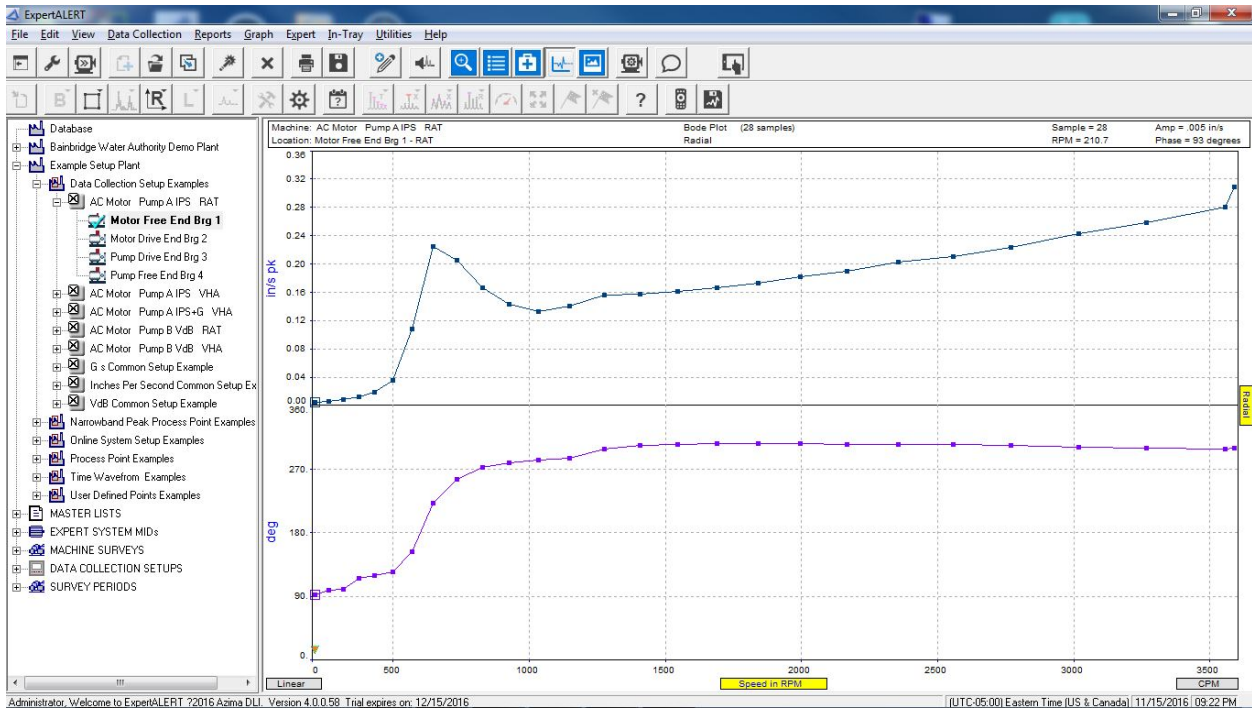 ExpertALERT
File Edit View Data Collection Reports Graph Expert In-Tray Utilities Help
Database
Bainbridge Water Authority Demo Plant
Example Setup Plant
Data Collection Setup Examples
AC Motor Pump A IPS RAT
Motor Free End Brg 1
Motor Drive End Brg 2
Pump Drive End Brg 3
Pump Free End Brg 4
AC Motor Pump A IPS VHA
AC Motor Pump A IPS+G VHA
AC Motor Pump B VdB RAT
AC Motor Pump B VdB VHA
G s Common Setup Example
Inches Per Second Common Setup Ex
VdB Common Setup Example
Narrowband Peak Process Point Examples
Online System Setup Examples
Process Point Examples
Time Wavefrom Examples
User Defined Points Examples
MASTER LISTS
EXPERT SYSTEM MIDs
MACHINE SURVEYS
DATA COLLECTION SETUPS
SURVEY PERIODS
Machine: AC Motor Pump A IPS RAT Bode Plot (28 samples) Sample = 28 Amp = .005 in/s
Location: Motor Free End Brg 1 - RAT Radial RPM = 210.7 Phase = 93 degrees
0.36
0.32
0.28
0.24
0.20
0.16
0.12
0.08
0.04
0.00
in/s pk
360.
270.
180.
90.
0.
deg
Radial
0 500 1000 1500 2000 2500 3000 3500
Linear Speed in RPM CPM
Administrator, Welcome to ExpertALERT ?2016 Azima DLI. Version 4.0.0.58 Trial expires on: 12/15/2016 (UTC-05:00) Eastern Time (US & Canada) 11/15/2016 09:22 PM